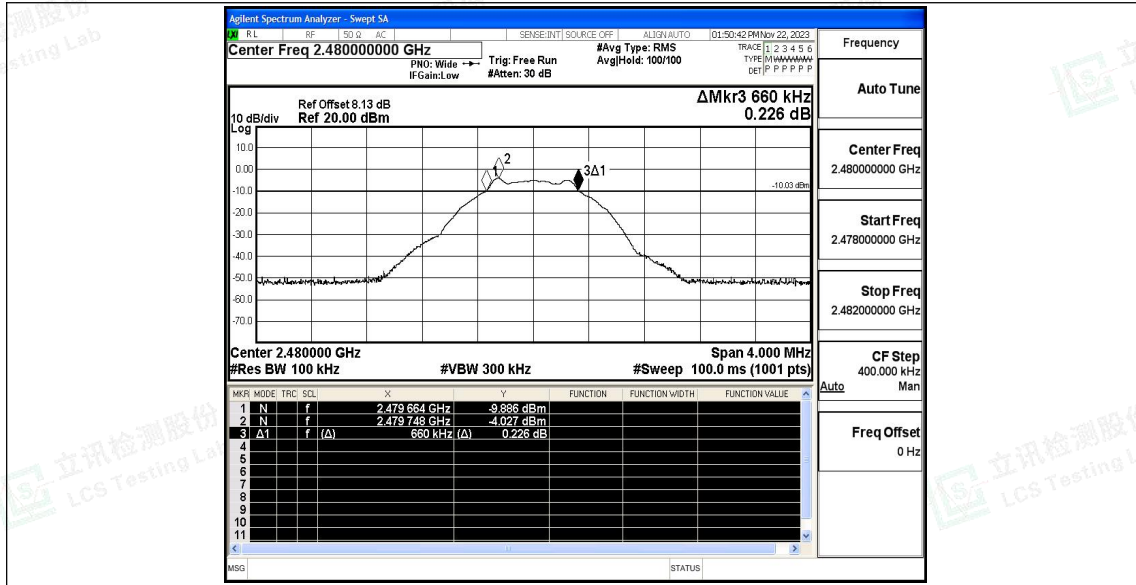 Agilent Spectrum Analyzer - Swept SA
LXI RL RF 50 Ω AC SENSE:INT SOURCE OFF ALIGN AUTO 01:50:42 PM Nov 22, 2023
Center Freq 2.480000000 GHz #Avg Type: RMS TRACE 1 2 3 4 5 6
PNO: Wide Trig: Free Run Avg|Hold: 100/100 TYPE M WWWWW
IFGain:Low #Atten: 30 dB DET P P P P P P
ΔMkr3 660 kHz
Ref Offset 8.13 dB
10 dB/div Ref 20.00 dBm 0.226 dB
Log
10.0
0.00
-10.0
-20.0
-30.0
-40.0
-50.0
-60.0
-70.0
1
2
3Δ1
-10.03 dBm
Center 2.480000 GHz Span 4.000 MHz
#Res BW 100 kHz #VBW 300 kHz #Sweep 100.0 ms (1001 pts)
MKR MODE TRC SCL X Y FUNCTION FUNCTION WIDTH FUNCTION VALUE
1 N f 2.479 664 GHz -9.886 dBm
2 N f 2.479 748 GHz -4.027 dBm
3 Δ1 f (Δ) 660 kHz (Δ) 0.226 dB
4
5
6
7
8
9
10
11
MSG STATUS
Frequency
Auto Tune
Center Freq
2.480000000 GHz
Start Freq
2.478000000 GHz
Stop Freq
2.482000000 GHz
CF Step
400.000 kHz
Auto Man
Freq Offset
0 Hz
立讯检测股份
LCS Testing Lab
立讯检测股份
LCS Testing L